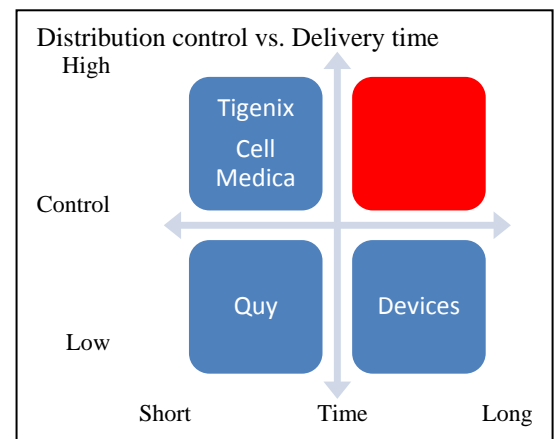 Distribution control vs. Delivery time
High
Tigenix
Cell
Medica
Control
Quy
Devices
Low
Short Time Long